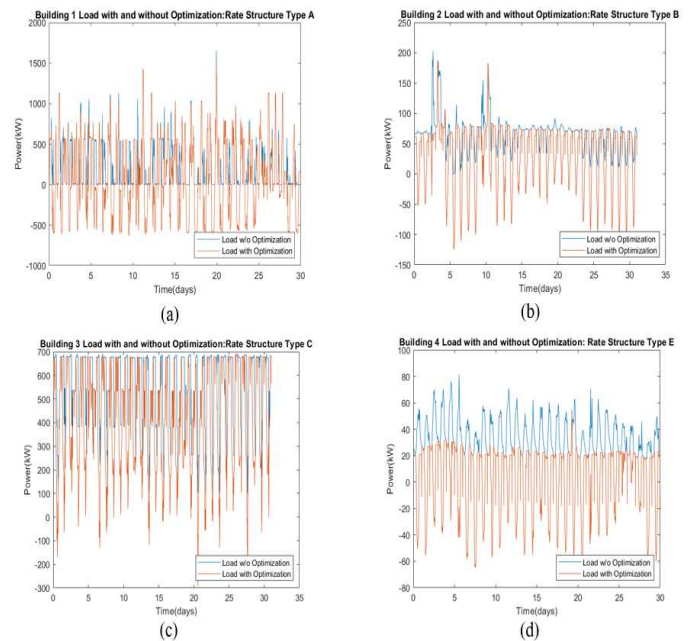 Building 1 Load with and without Optimization:Rate Structure Type A
2000
1500
1000
500
0
-500
-1000
Power(kW)
0 5 10 15 20 25 30
Time(days)
Load w/o Optimization
Load with Optimization
(a)
Building 2 Load with and without Optimization:Rate Structure Type B
250
200
150
100
50
0
-50
-100
-150
Power(kW)
0 5 10 15 20 25 30 35
Time(days)
Load w/o Optimization
Load with Optimization
(b)
Building 3 Load with and without Optimization:Rate Structure Type C
700
600
500
400
300
200
100
0
-100
-200
-300
Power(kW)
0 5 10 15 20 25 30 35
Time(days)
Load w/o Optimization
Load with Optimization
(c)
Building 4 Load with and without Optimization: Rate Structure Type E
100
80
60
40
20
0
-20
-40
-60
-80
Power(kW)
0 5 10 15 20 25 30
Time(days)
Load w/o Optimization
Load with Optimization
(d)